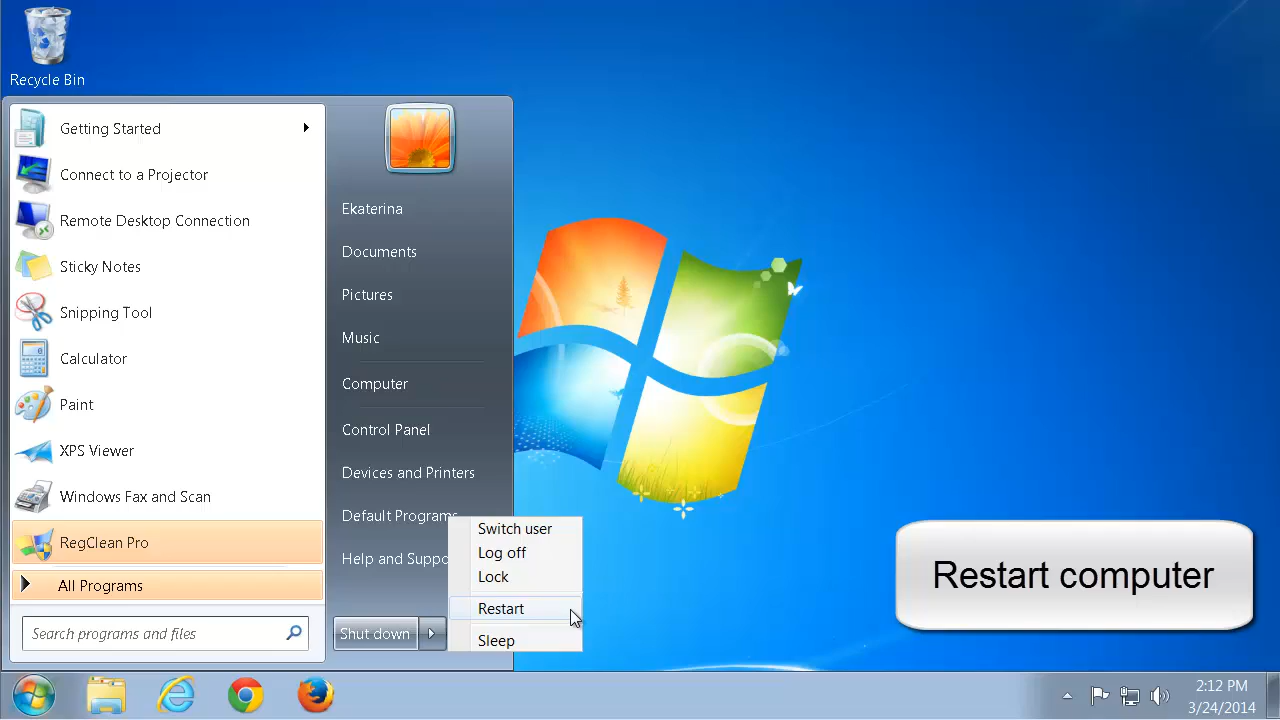 Recycle Bin
Getting Started
Connect to a Projector
Remote Desktop Connection
Sticky Notes
Snipping Tool
Calculator
Paint
XPS Viewer
Windows Fax and Scan
RegClean Pro
All Programs
Search programs and files
Ekaterina
Documents
Pictures
Music
Computer
Control Panel
Devices and Printers
Default Programs
Help and Suppo
Shut down
Switch user
Log off
Lock
Restart
Sleep
Restart computer
2:12 PM
3/24/2014